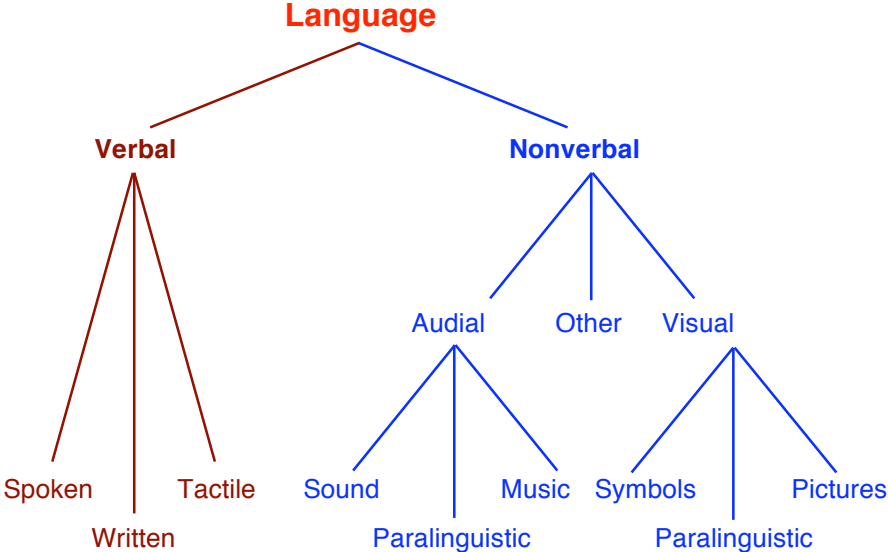 Language
Verbal Nonverbal
Audial Other Visual
Spoken Tactile Sound Music Symbols Pictures
Written Paralinguistic Paralinguistic